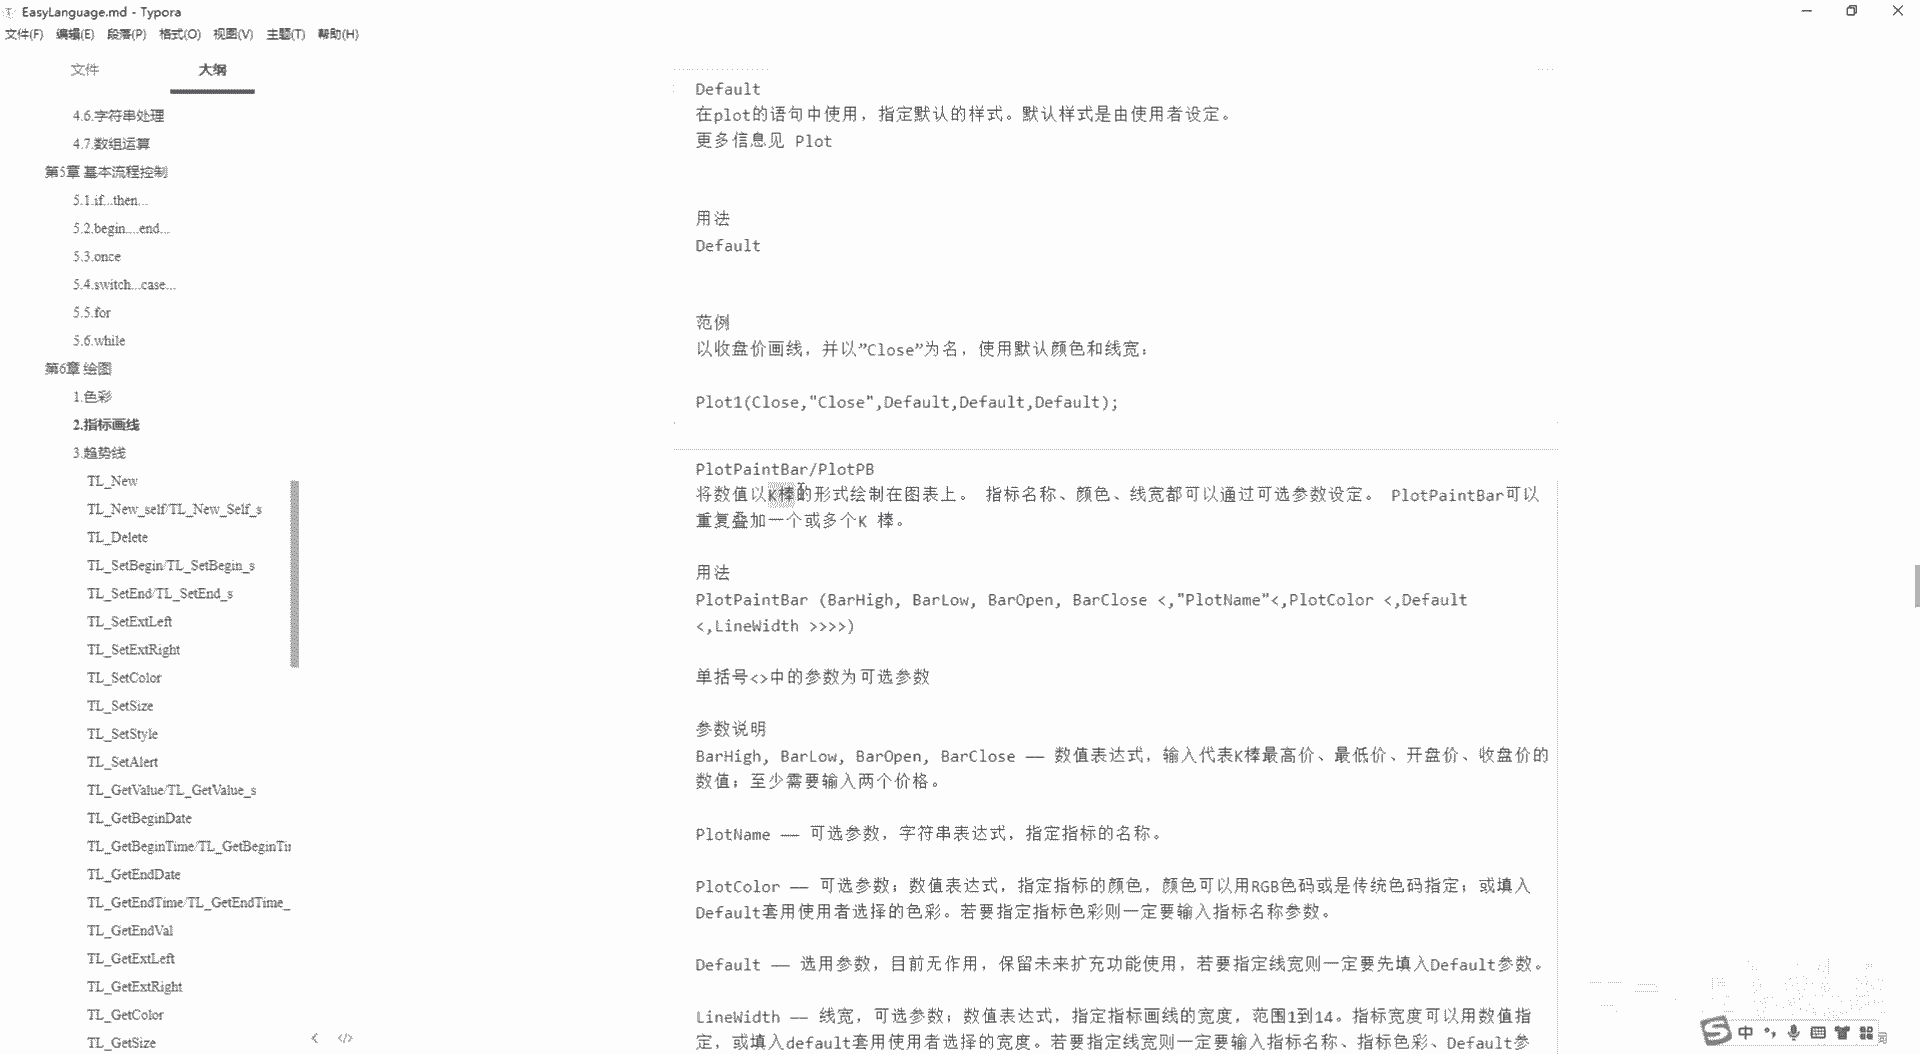 EasyLanguage.md - Typora
文件(F) 编辑(E) 段落(P) 格式(O) 视图(V) 主题(T) 帮助(H)
文件 大纲
4.6.字符串处理
4.7.数组运算
第5章 基本流程控制
5.1.if...then...
5.2.begin....end...
5.3.once
5.4.switch...case...
5.5.for
5.6.while
第6章 绘图
1.色彩
2.指标画线
3.趋势线
TL_New
TL_New_self/TL_New_Self_s
TL_Delete
TL_SetBegin/TL_SetBegin_s
TL_SetEnd/TL_SetEnd_s
TL_SetExtLeft
TL_SetExtRight
TL_SetColor
TL_SetSize
TL_SetStyle
TL_SetAlert
TL_GetValue/TL_GetValue_s
TL_GetBeginDate
TL_GetBeginTime/TL_GetBeginTi
TL_GetEndDate
TL_GetEndTime/TL_GetEndTime_
TL_GetEndVal
TL_GetExtLeft
TL_GetExtRight
TL_GetColor
TL_GetSize
Default
在plot的语句中使用，指定默认的样式。默认样式是由使用者设定。
更多信息见 Plot
用法
Default
范例
以收盘价画线，并以”Close”为名，使用默认颜色和线宽：
Plot1(Close,"Close",Default,Default,Default);
PlotPaintBar/PlotPB
将数值以K棒的形式绘制在图表上。 指标名称、颜色、线宽都可以通过可选参数设定。 PlotPaintBar可以
重复叠加一个或多个K 棒。
用法
PlotPaintBar (BarHigh, BarLow, BarOpen, BarClose <,"PlotName"<,PlotColor <,Default
<,LineWidth >>>>)
单括号<>中的参数为可选参数
参数说明
BarHigh, BarLow, BarOpen, BarClose —— 数值表达式，输入代表K棒最高价、最低价、开盘价、收盘价的
数值；至少需要输入两个价格。
PlotName —— 可选参数，字符串表达式，指定指标的名称。
PlotColor —— 可选参数；数值表达式，指定指标的颜色，颜色可以用RGB色码或是传统色码指定；或填入
Default套用使用者选择的色彩。若要指定指标色彩则一定要输入指标名称参数。
Default —— 选用参数，目前无作用，保留未来扩充功能使用，若要指定线宽则一定要先填入Default参数。
LineWidth —— 线宽，可选参数；数值表达式，指定指标画线的宽度，范围1到14。指标宽度可以用数值指
定，或填入default套用使用者选择的宽度。若要指定线宽则一定要输入指标名称、指标色彩、Default参
中